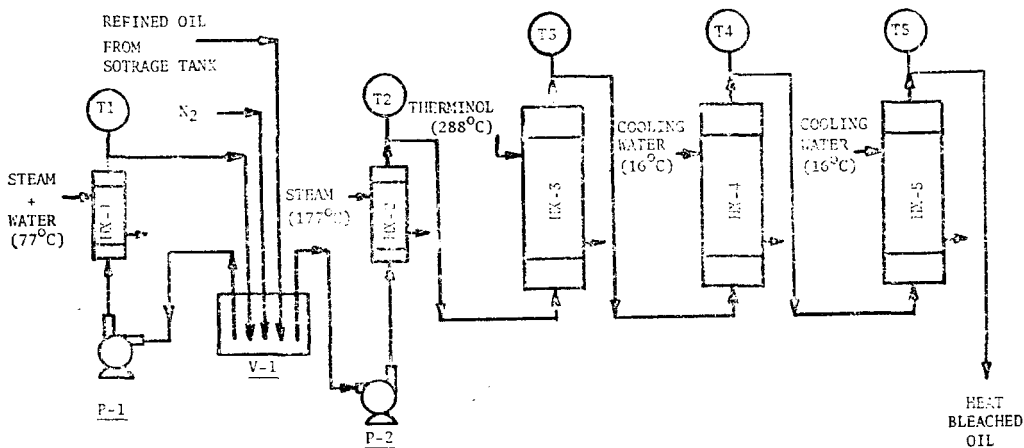 REFINED OIL
FROM
SOTRAGE TANK
N2
T1
T2
T3
T4
T5
THERMINOL
(288°C)
COOLING
WATER
(16°C)
COOLING
WATER
(16°C)
STEAM
+
WATER
(77°C)
STEAM
(177°C)
HX-1
HX-2
HX-3
HX-4
HX-5
V-1
P-1
P-2
HEAT
BLEACHED
OIL